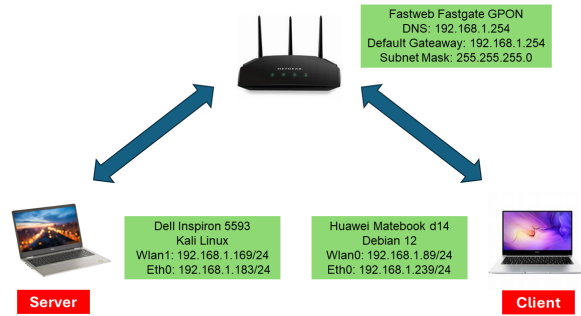 Fastweb Fastgate GPON
DNS: 192.168.1.254
Default Gateaway: 192.168.1.254
Subnet Mask: 255.255.255.0
NETGEAR
Dell Inspiron 5593
Kali Linux
Wlan1: 192.168.1.169/24
Eth0: 192.168.1.183/24
Huawei Matebook d14
Debian 12
Wlan0: 192.168.1.89/24
Eth0: 192.168.1.239/24
Server
Client